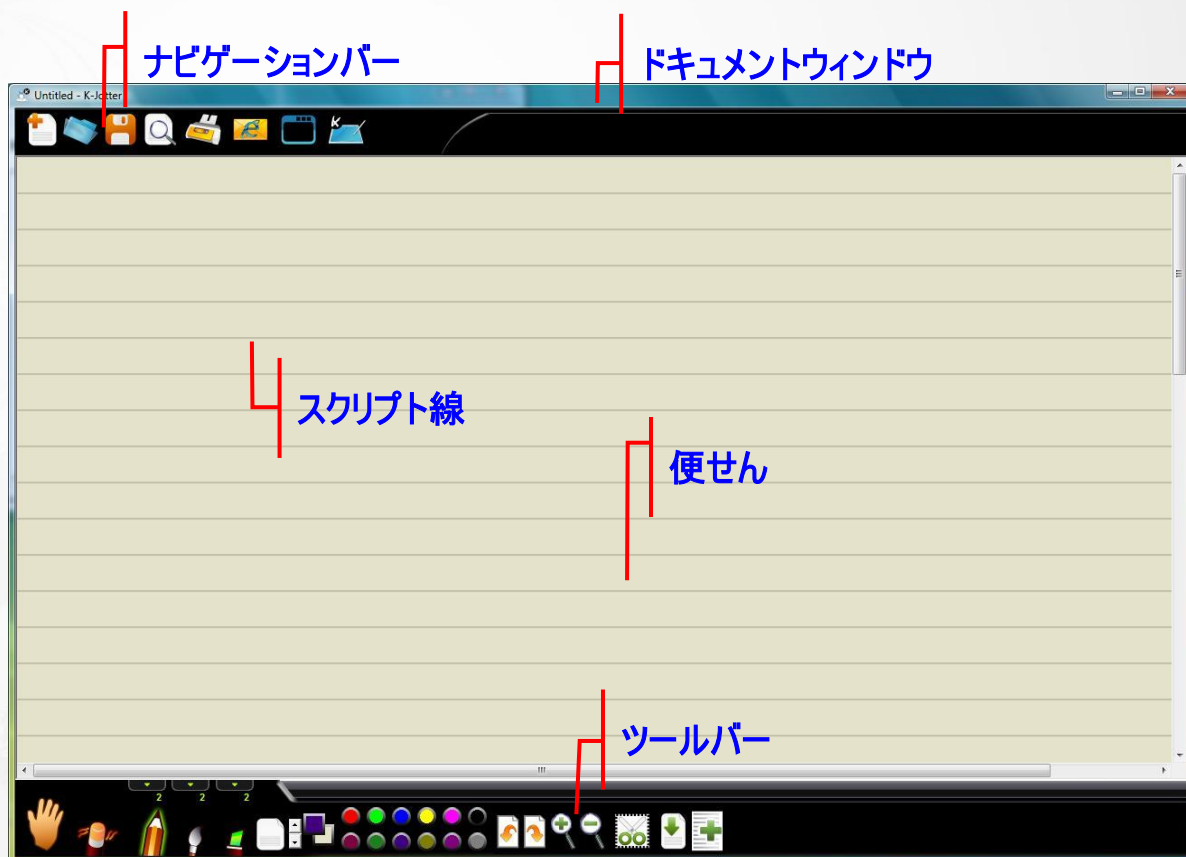 ナビゲーションバー
ドキュメントウィンドウ
Untitled - K-Jotter
K
スクリプト線
便せん
ツールバー
2 2 2